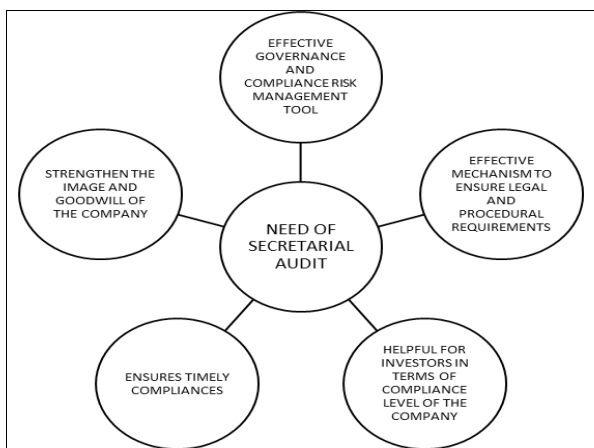 EFFECTIVE
GOVERNANCE
AND
COMPLIANCE RISK
MANAGEMENT
TOOL
STRENGTHEN THE
IMAGE AND
GOODWILL OF
THE COMPANY
EFFECTIVE
MECHANISM TO
ENSURE LEGAL
AND
PROCEDURAL
REQUIREMENTS
NEED OF
SECRETARIAL
AUDIT
ENSURES TIMELY
COMPLIANCES
HELPFUL FOR
INVESTORS IN
TERMS OF
COMPLIANCE
LEVEL OF THE
COMPANY